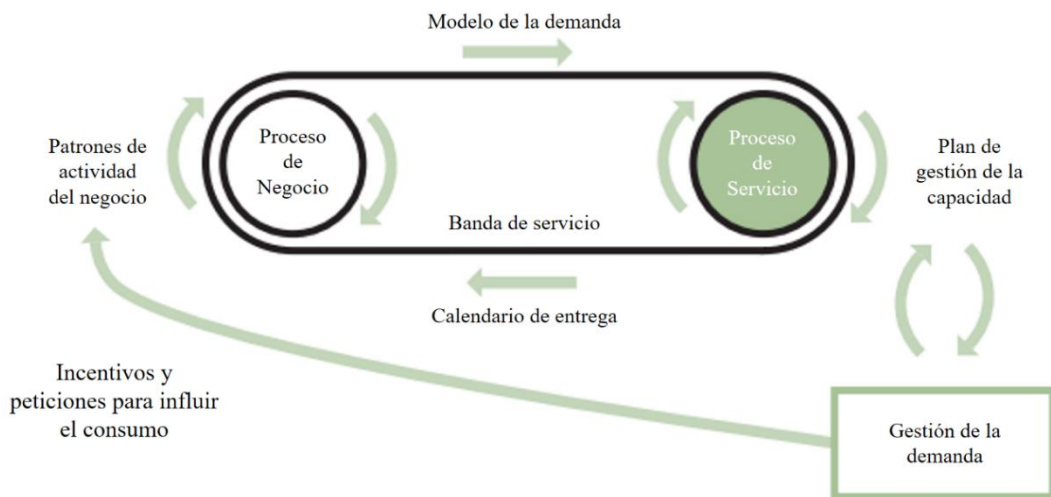 Modelo de la demanda
Patrones de
actividad
del negocio
Proceso
de
Negocio
Proceso
de
Servicio
Plan de
gestión de la
capacidad
Banda de servicio
Calendario de entrega
Incentivos y
peticiones para influir
el consumo
Gestión de la
demanda